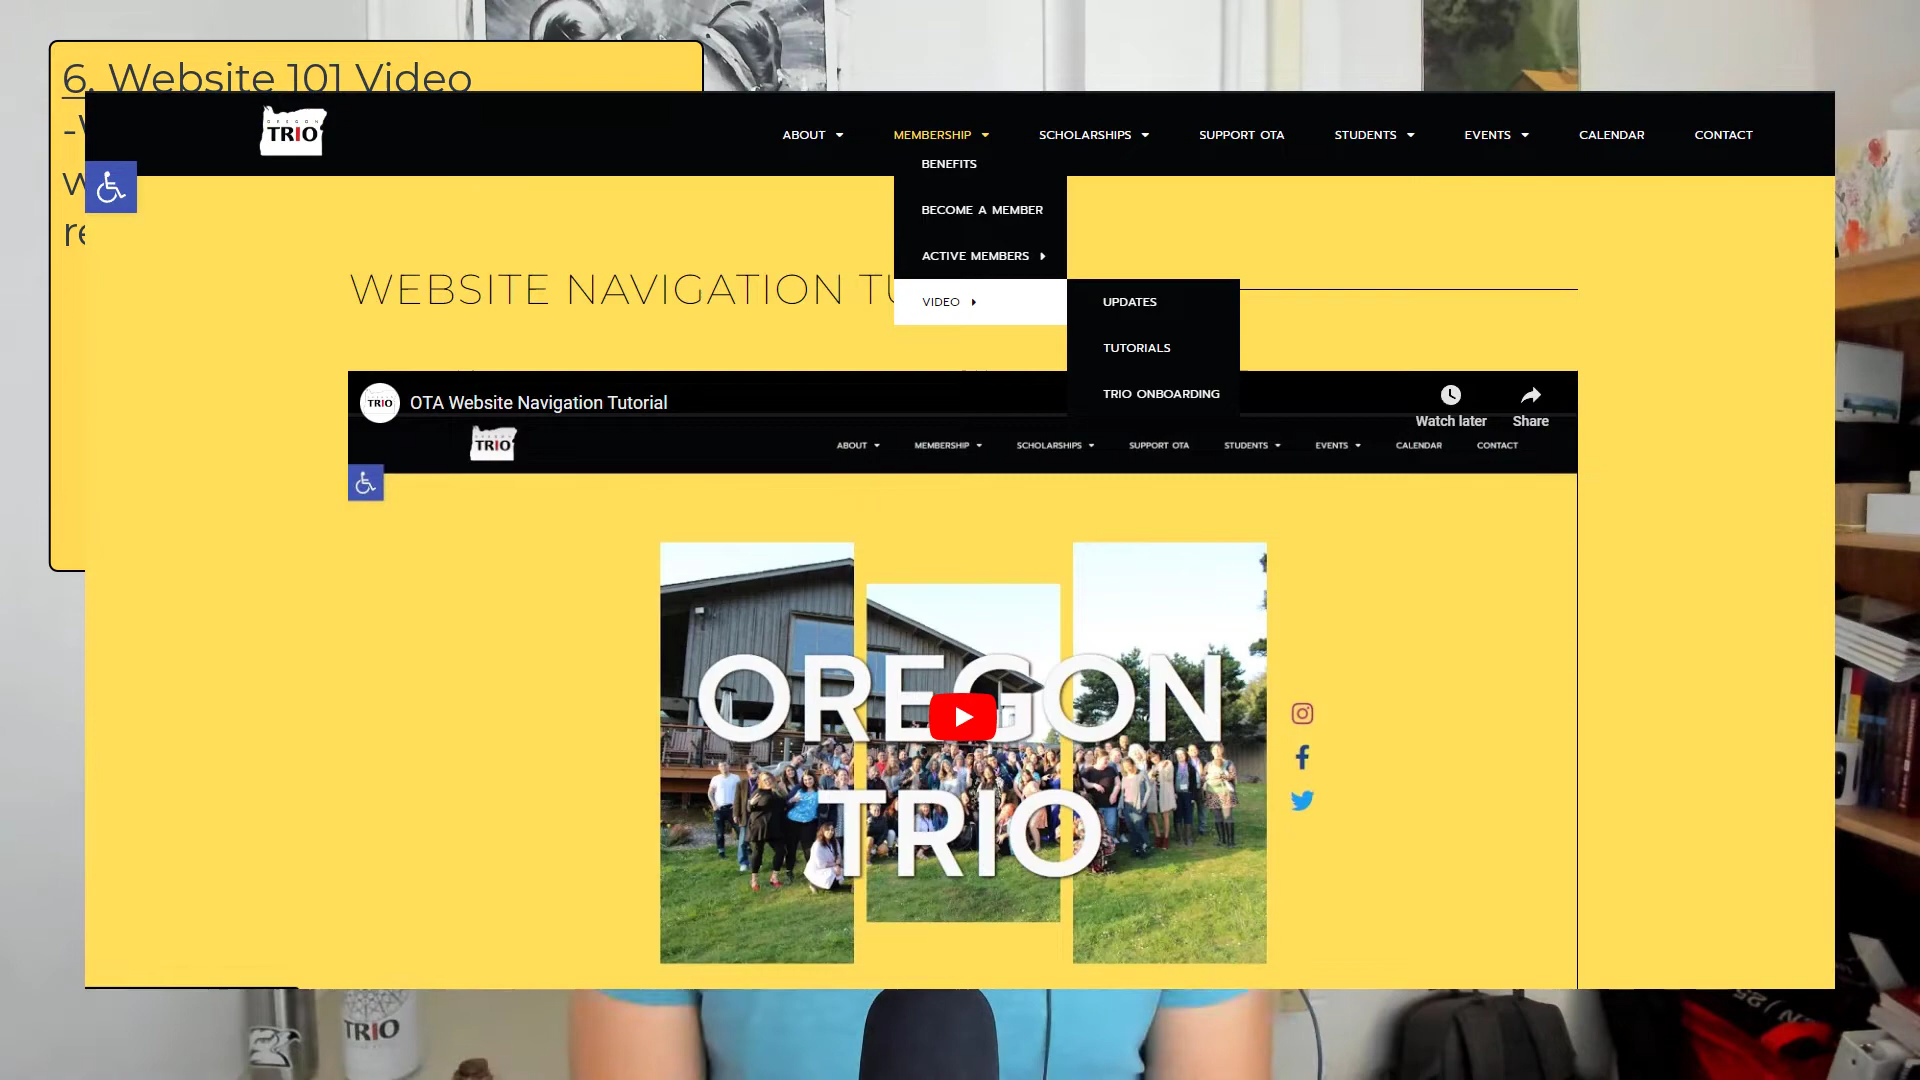 6. Website 101 Video
OREGON
TRIO
ABOUT
MEMBERSHIP
SCHOLARSHIPS
SUPPORT OTA
STUDENTS
EVENTS
CALENDAR
CONTACT
BENEFITS
BECOME A MEMBER
ACTIVE MEMBERS
VIDEO
UPDATES
TUTORIALS
TRIO ONBOARDING
WEBSITE NAVIGATION
TRIO
OTA Website Navigation Tutorial
Watch later
Share
TRIO
ABOUT
MEMBERSHIP
SCHOLARSHIPS
SUPPORT OTA
STUDENTS
EVENTS
CALENDAR
CONTACT
OREGON
TRIO
TRIO